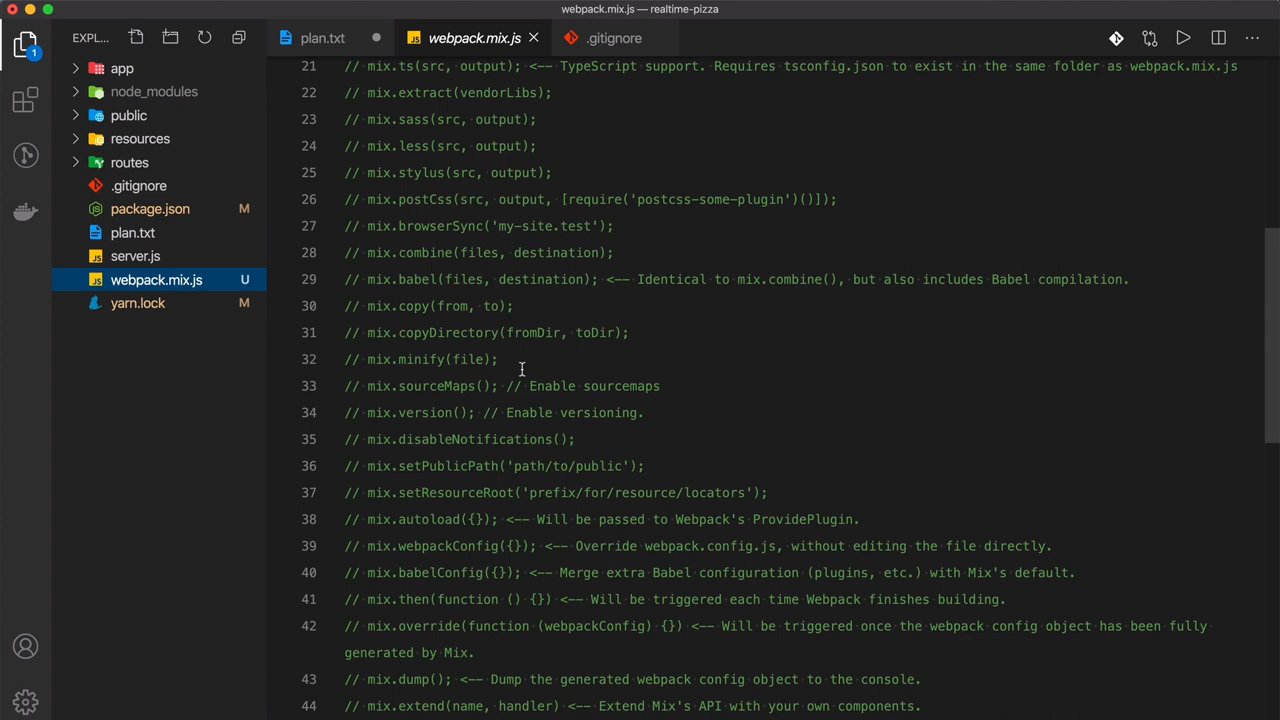 webpack.mix.js — realtime-pizza
1
EXPL...
plan.txt
webpack.mix.js
.gitignore
app
node_modules
public
resources
routes
.gitignore
package.json M
plan.txt
server.js
webpack.mix.js U
yarn.lock M
21 // mix.ts(src, output); <-- TypeScript support. Requires tsconfig.json to exist in the same folder as webpack.mix.js
22 // mix.extract(vendorLibs);
23 // mix.sass(src, output);
24 // mix.less(src, output);
25 // mix.stylus(src, output);
26 // mix.postCss(src, output, [require('postcss-some-plugin')()]);
27 // mix.browserSync('my-site.test');
28 // mix.combine(files, destination);
29 // mix.babel(files, destination); <-- Identical to mix.combine(), but also includes Babel compilation.
30 // mix.copy(from, to);
31 // mix.copyDirectory(fromDir, toDir);
32 // mix.minify(file);
33 // mix.sourceMaps(); // Enable sourcemaps
34 // mix.version(); // Enable versioning.
35 // mix.disableNotifications();
36 // mix.setPublicPath('path/to/public');
37 // mix.setResourceRoot('prefix/for/resource/locators');
38 // mix.autoload({}); <-- Will be passed to Webpack's ProvidePlugin.
39 // mix.webpackConfig({}); <-- Override webpack.config.js, without editing the file directly.
40 // mix.babelConfig({}); <-- Merge extra Babel configuration (plugins, etc.) with Mix's default.
41 // mix.then(function () {}) <-- Will be triggered each time Webpack finishes building.
42 // mix.override(function (webpackConfig) {}) <-- Will be triggered once the webpack config object has been fully
generated by Mix.
43 // mix.dump(); <-- Dump the generated webpack config object to the console.
44 // mix.extend(name, handler) <-- Extend Mix's API with your own components.